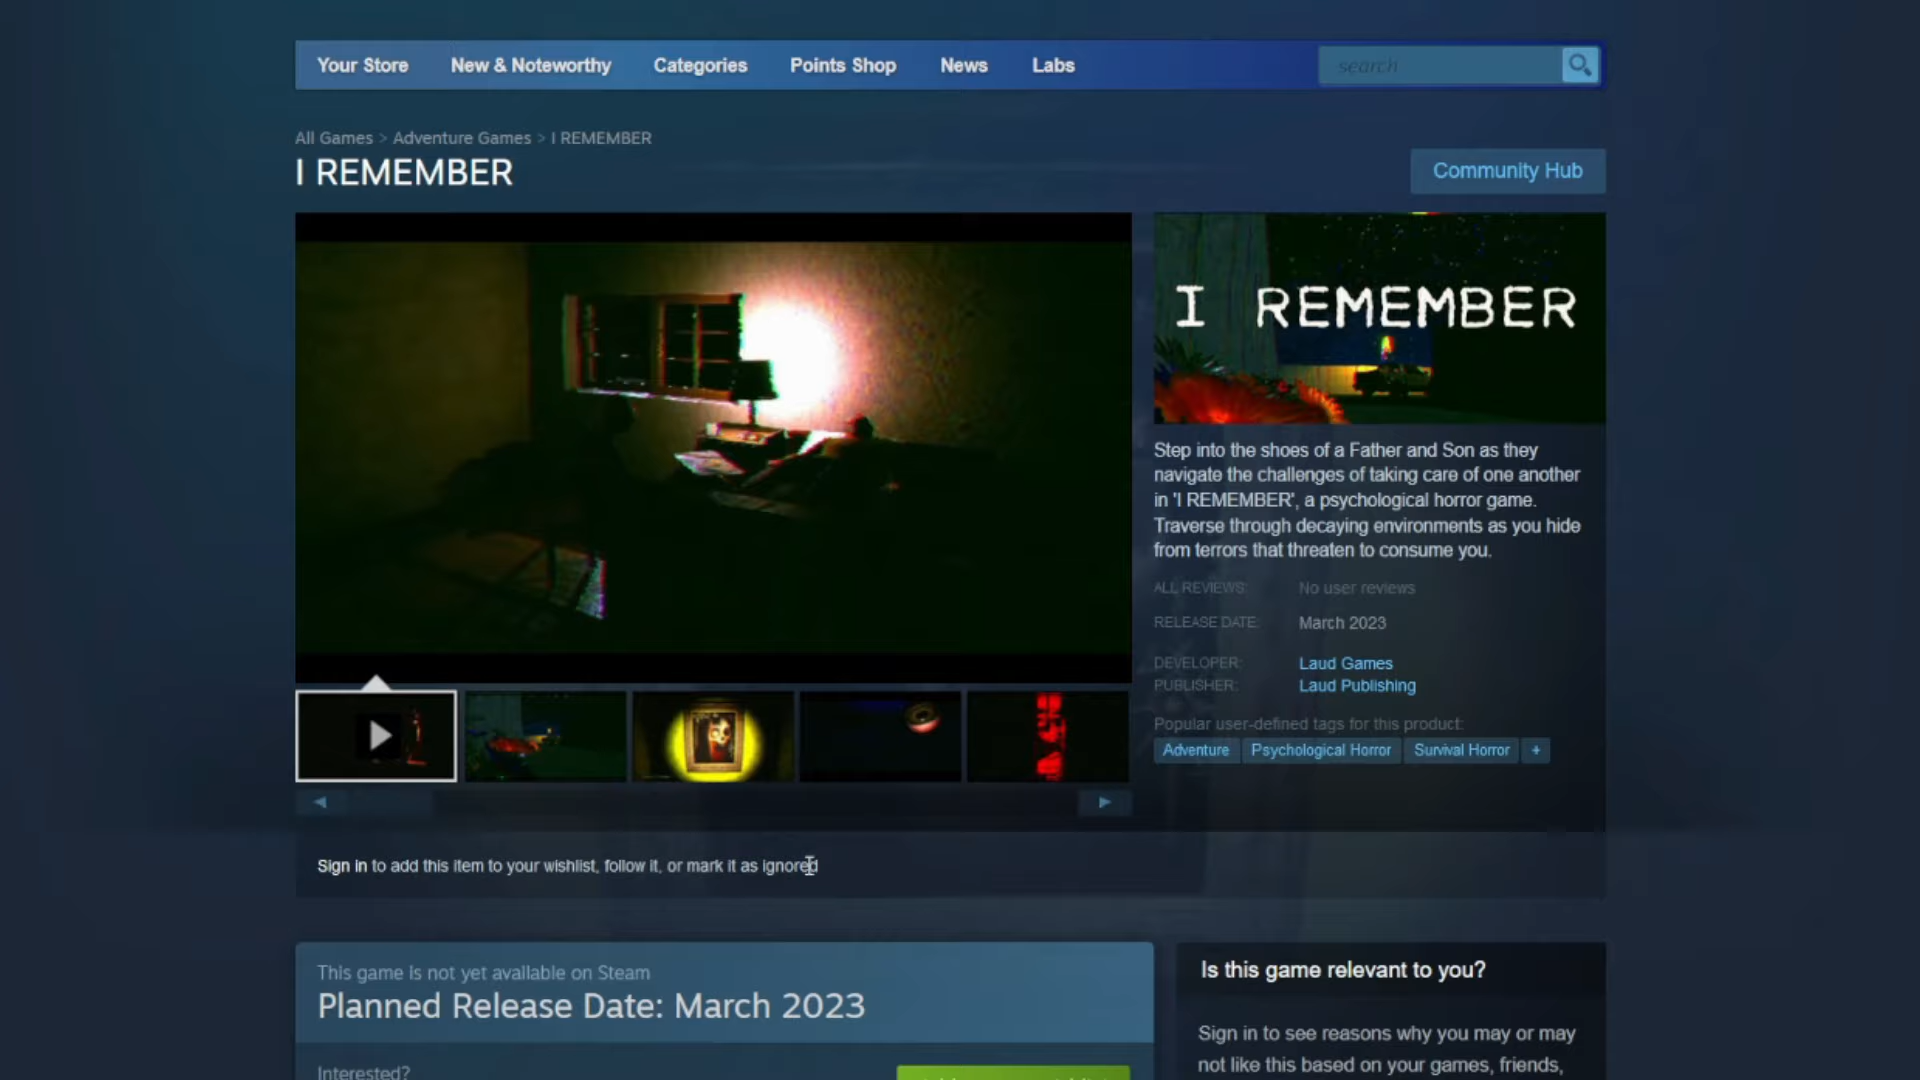 Your Store New & Noteworthy Categories Points Shop News Labs search
All Games > Adventure Games > I REMEMBER
I REMEMBER
Community Hub
I REMEMBER
Step into the shoes of a Father and Son as they
navigate the challenges of taking care of one another
in 'I REMEMBER', a psychological horror game.
Traverse through decaying environments as you hide
from terrors that threaten to consume you.
ALL REVIEWS: No user reviews
RELEASE DATE: March 2023
DEVELOPER: Laud Games
PUBLISHER: Laud Publishing
Popular user-defined tags for this product:
Adventure Psychological Horror Survival Horror +
Sign in to add this item to your wishlist, follow it, or mark it as ignored
This game is not yet available on Steam
Planned Release Date: March 2023
Interested?
Is this game relevant to you?
Sign in to see reasons why you may or may
not like this based on your games, friends,